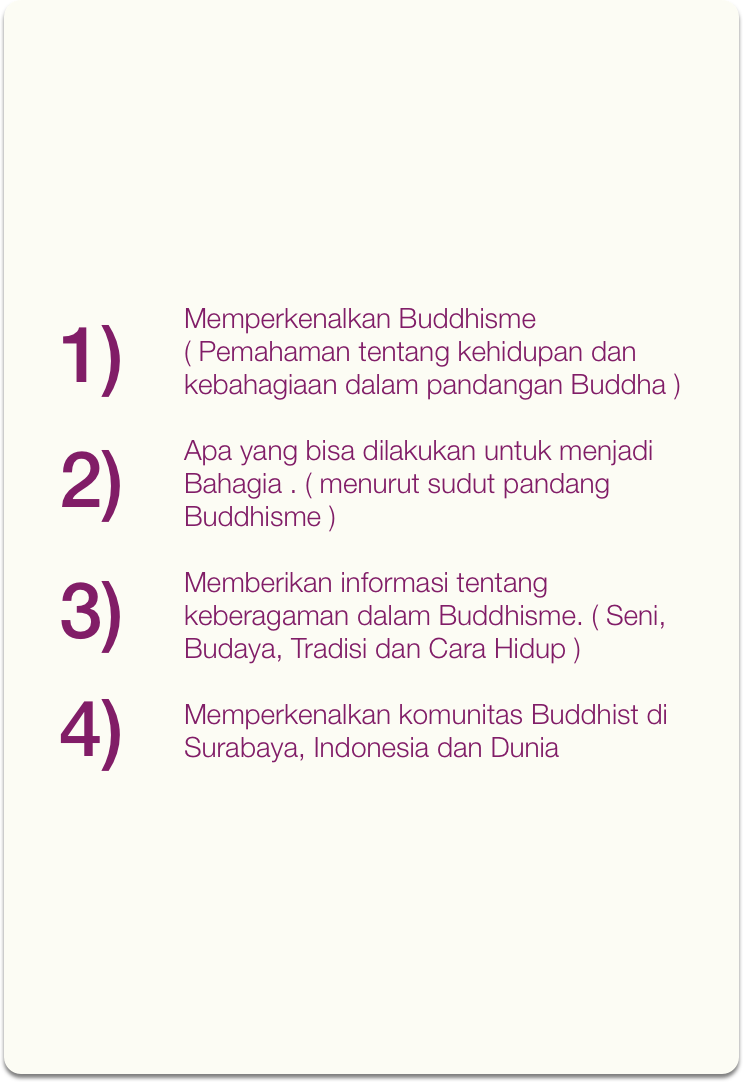 1) Memperkenalkan Buddhisme
( Pemahaman tentang kehidupan dan
kebahagiaan dalam pandangan Buddha )
2) Apa yang bisa dilakukan untuk menjadi
Bahagia . ( menurut sudut pandang
Buddhisme )
3) Memberikan informasi tentang
keberagaman dalam Buddhisme. ( Seni,
Budaya, Tradisi dan Cara Hidup )
4) Memperkenalkan komunitas Buddhist di
Surabaya, Indonesia dan Dunia